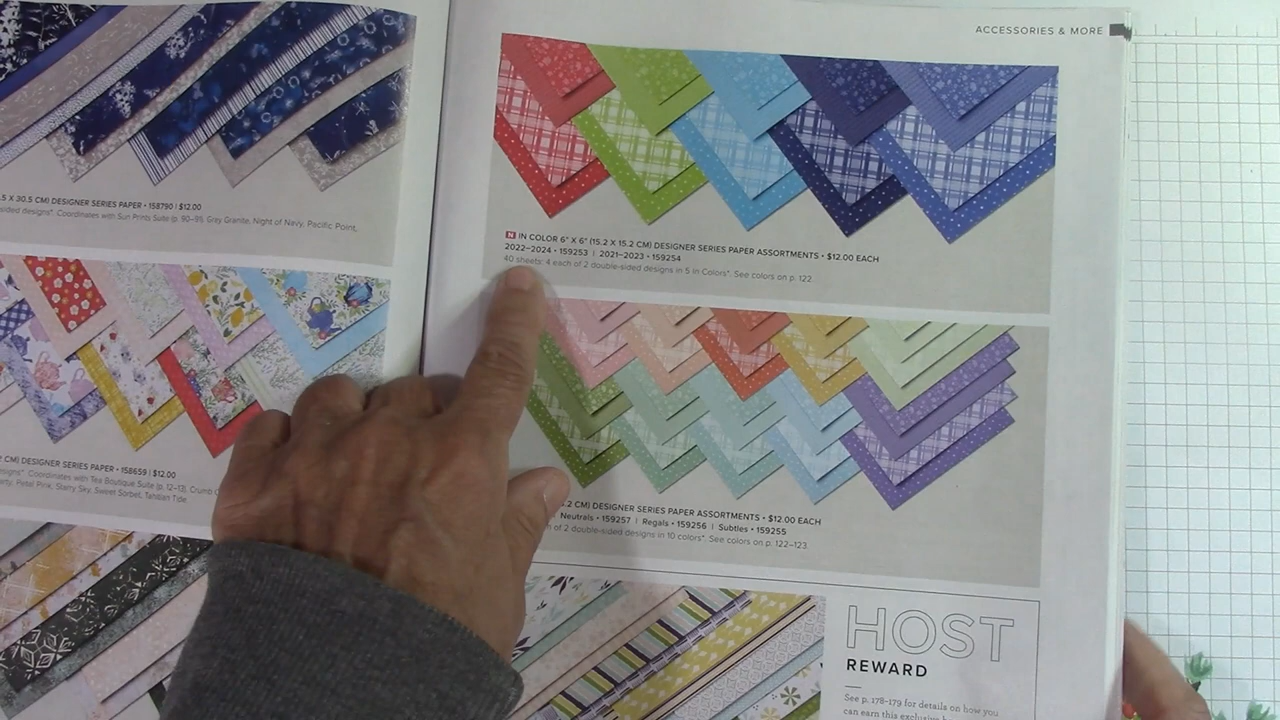 ACCESSORIES & MORE
.5 X 30.5 CM) DESIGNER SERIES PAPER • 158790 | $12.00
sided designs*. Coordinates with Sun Prints Suite (p. 90–91). Grey Granite, Night of Navy, Pacific Point,
CM) DESIGNER SERIES PAPER • 158659 | $12.00
Coordinates with Tea Boutique Suite (p. 12–13). Crumb C
Petal Pink, Starry Sky, Sweet Sorbet, Tahitian Tide
N IN COLOR 6" X 6" (15.2 X 15.2 CM) DESIGNER SERIES PAPER ASSORTMENTS • $12.00 EACH
2022–2024 • 159253 | 2021–2023 • 159254
40 sheets: 4 each of 2 double-sided designs in 5 In Colors*. See colors on p. 122.
.2 CM) DESIGNER SERIES PAPER ASSORTMENTS • $12.00 EACH
Neutrals • 159257 | Regals • 159256 | Subtles • 159255
of 2 double-sided designs in 10 colors*. See colors on p. 122–123.
HOST
REWARD
See p. 178–179 for details on how you
can earn this exclusive